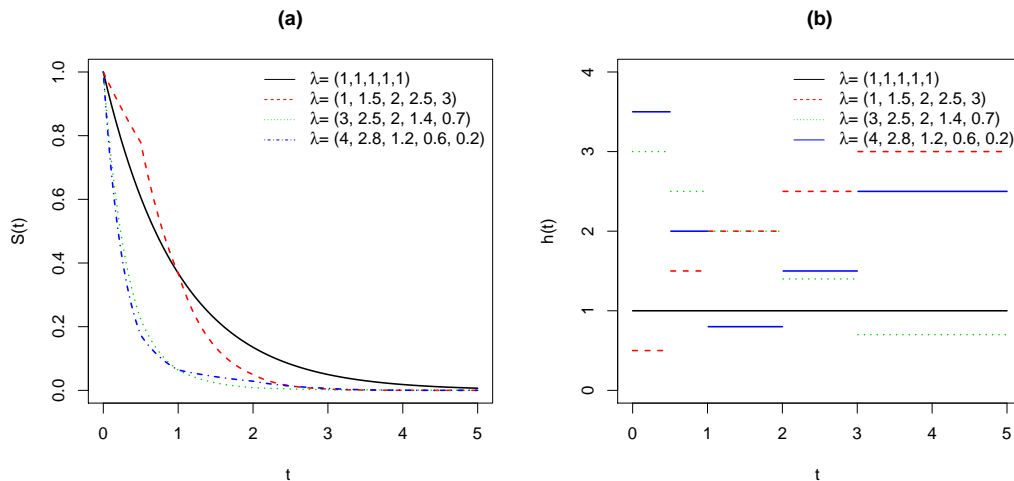 (a)
S(t)
1.0
0.8
0.6
0.4
0.2
0.0
λ= (1,1,1,1,1)
λ= (1, 1.5, 2, 2.5, 3)
λ= (3, 2.5, 2, 1.4, 0.7)
λ= (4, 2.8, 1.2, 0.6, 0.2)
0 1 2 3 4 5
t
(b)
h(t)
4
3
2
1
0
λ= (1,1,1,1,1)
λ= (1, 1.5, 2, 2.5, 3)
λ= (3, 2.5, 2, 1.4, 0.7)
λ= (4, 2.8, 1.2, 0.6, 0.2)
0 1 2 3 4 5
t